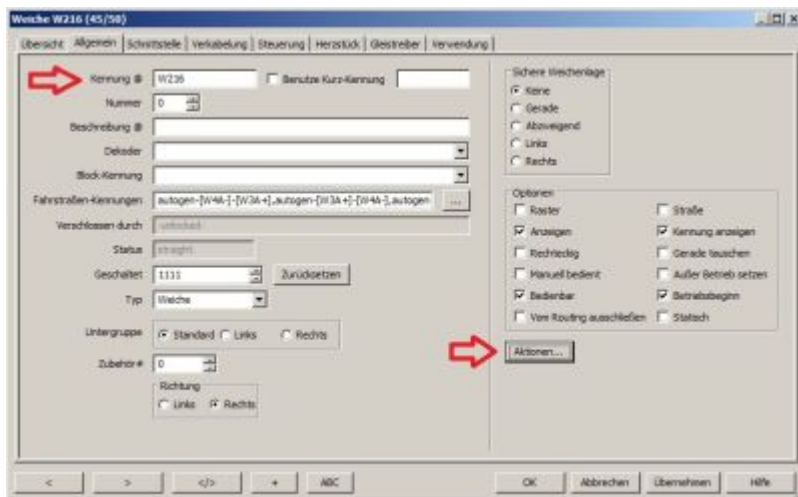 Weiche W216 (45/50)
Übersicht Allgemein Schnittstelle Verkabelung Steuerung Herzstück Gleistreiber Verwendung
Kennung @ W216 Benutze Kurz-Kennung
Nummer 0
Beschreibung @
Dekoder
Block-Kennung
Fahrstraßen-Kennungen autogen-[W4A-]-[W3A+],autogen-[W3A+]-[W4A-],autogen ...
Verschlossen durch unlocked
Status straight
Geschaltet 1111 Zurücksetzen
Typ Weiche
Untergruppe Standard Links Rechts
Zubehör# 0
Richtung
Links Rechts
Sichere Weichenlage
Keine
Gerade
Abzweigend
Links
Rechts
Optionen
Raster Straße
Anzeigen Kennung anzeigen
Rechteckig Gerade tauschen
Manuell bedient Außer Betrieb setzen
Bedienbar Betriebsbeginn
Vom Routing ausschließen Statisch
Aktionen...
< > </> + ABC OK Abbrechen Übernehmen Hilfe